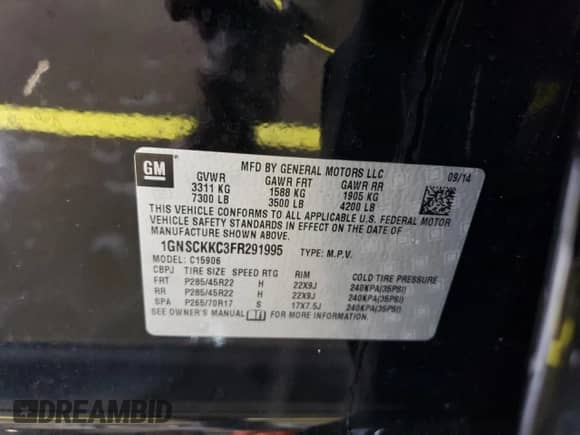 GM
MFD BY GENERAL MOTORS LLC
09/14
GVWR GAWR FRT GAWR RR
3311 KG 1588 KG 1905 KG
7300 LB 3500 LB 4200 LB
THIS VEHICLE CONFORMS TO ALL APPLICABLE U.S. FEDERAL MOTOR
VEHICLE SAFETY STANDARDS IN EFFECT ON THE DATE OF
MANUFACTURE SHOWN ABOVE.
1GNSCKKC3FR291995 TYPE: M.P.V.
MODEL: C15906
CBPJ TIRE SIZE SPEED RTG RIM COLD TIRE PRESSURE
FRT P285/45R22 H 22X9J 240KPA(35PSI)
RR P285/45R22 H 22X9J 240KPA(35PSI)
SPA P265/70R17 S 17X7.5J 240KPA(35PSI)
SEE OWNER'S MANUAL FOR MORE INFORMATION.
DREAMBID